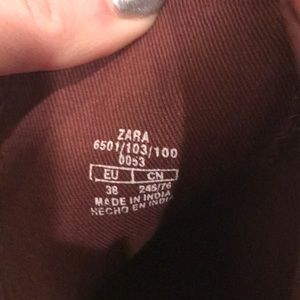 ZARA
6501/103/100
0053
EU CN
38 245/76
MADE IN INDIA
HECHO EN INDIA